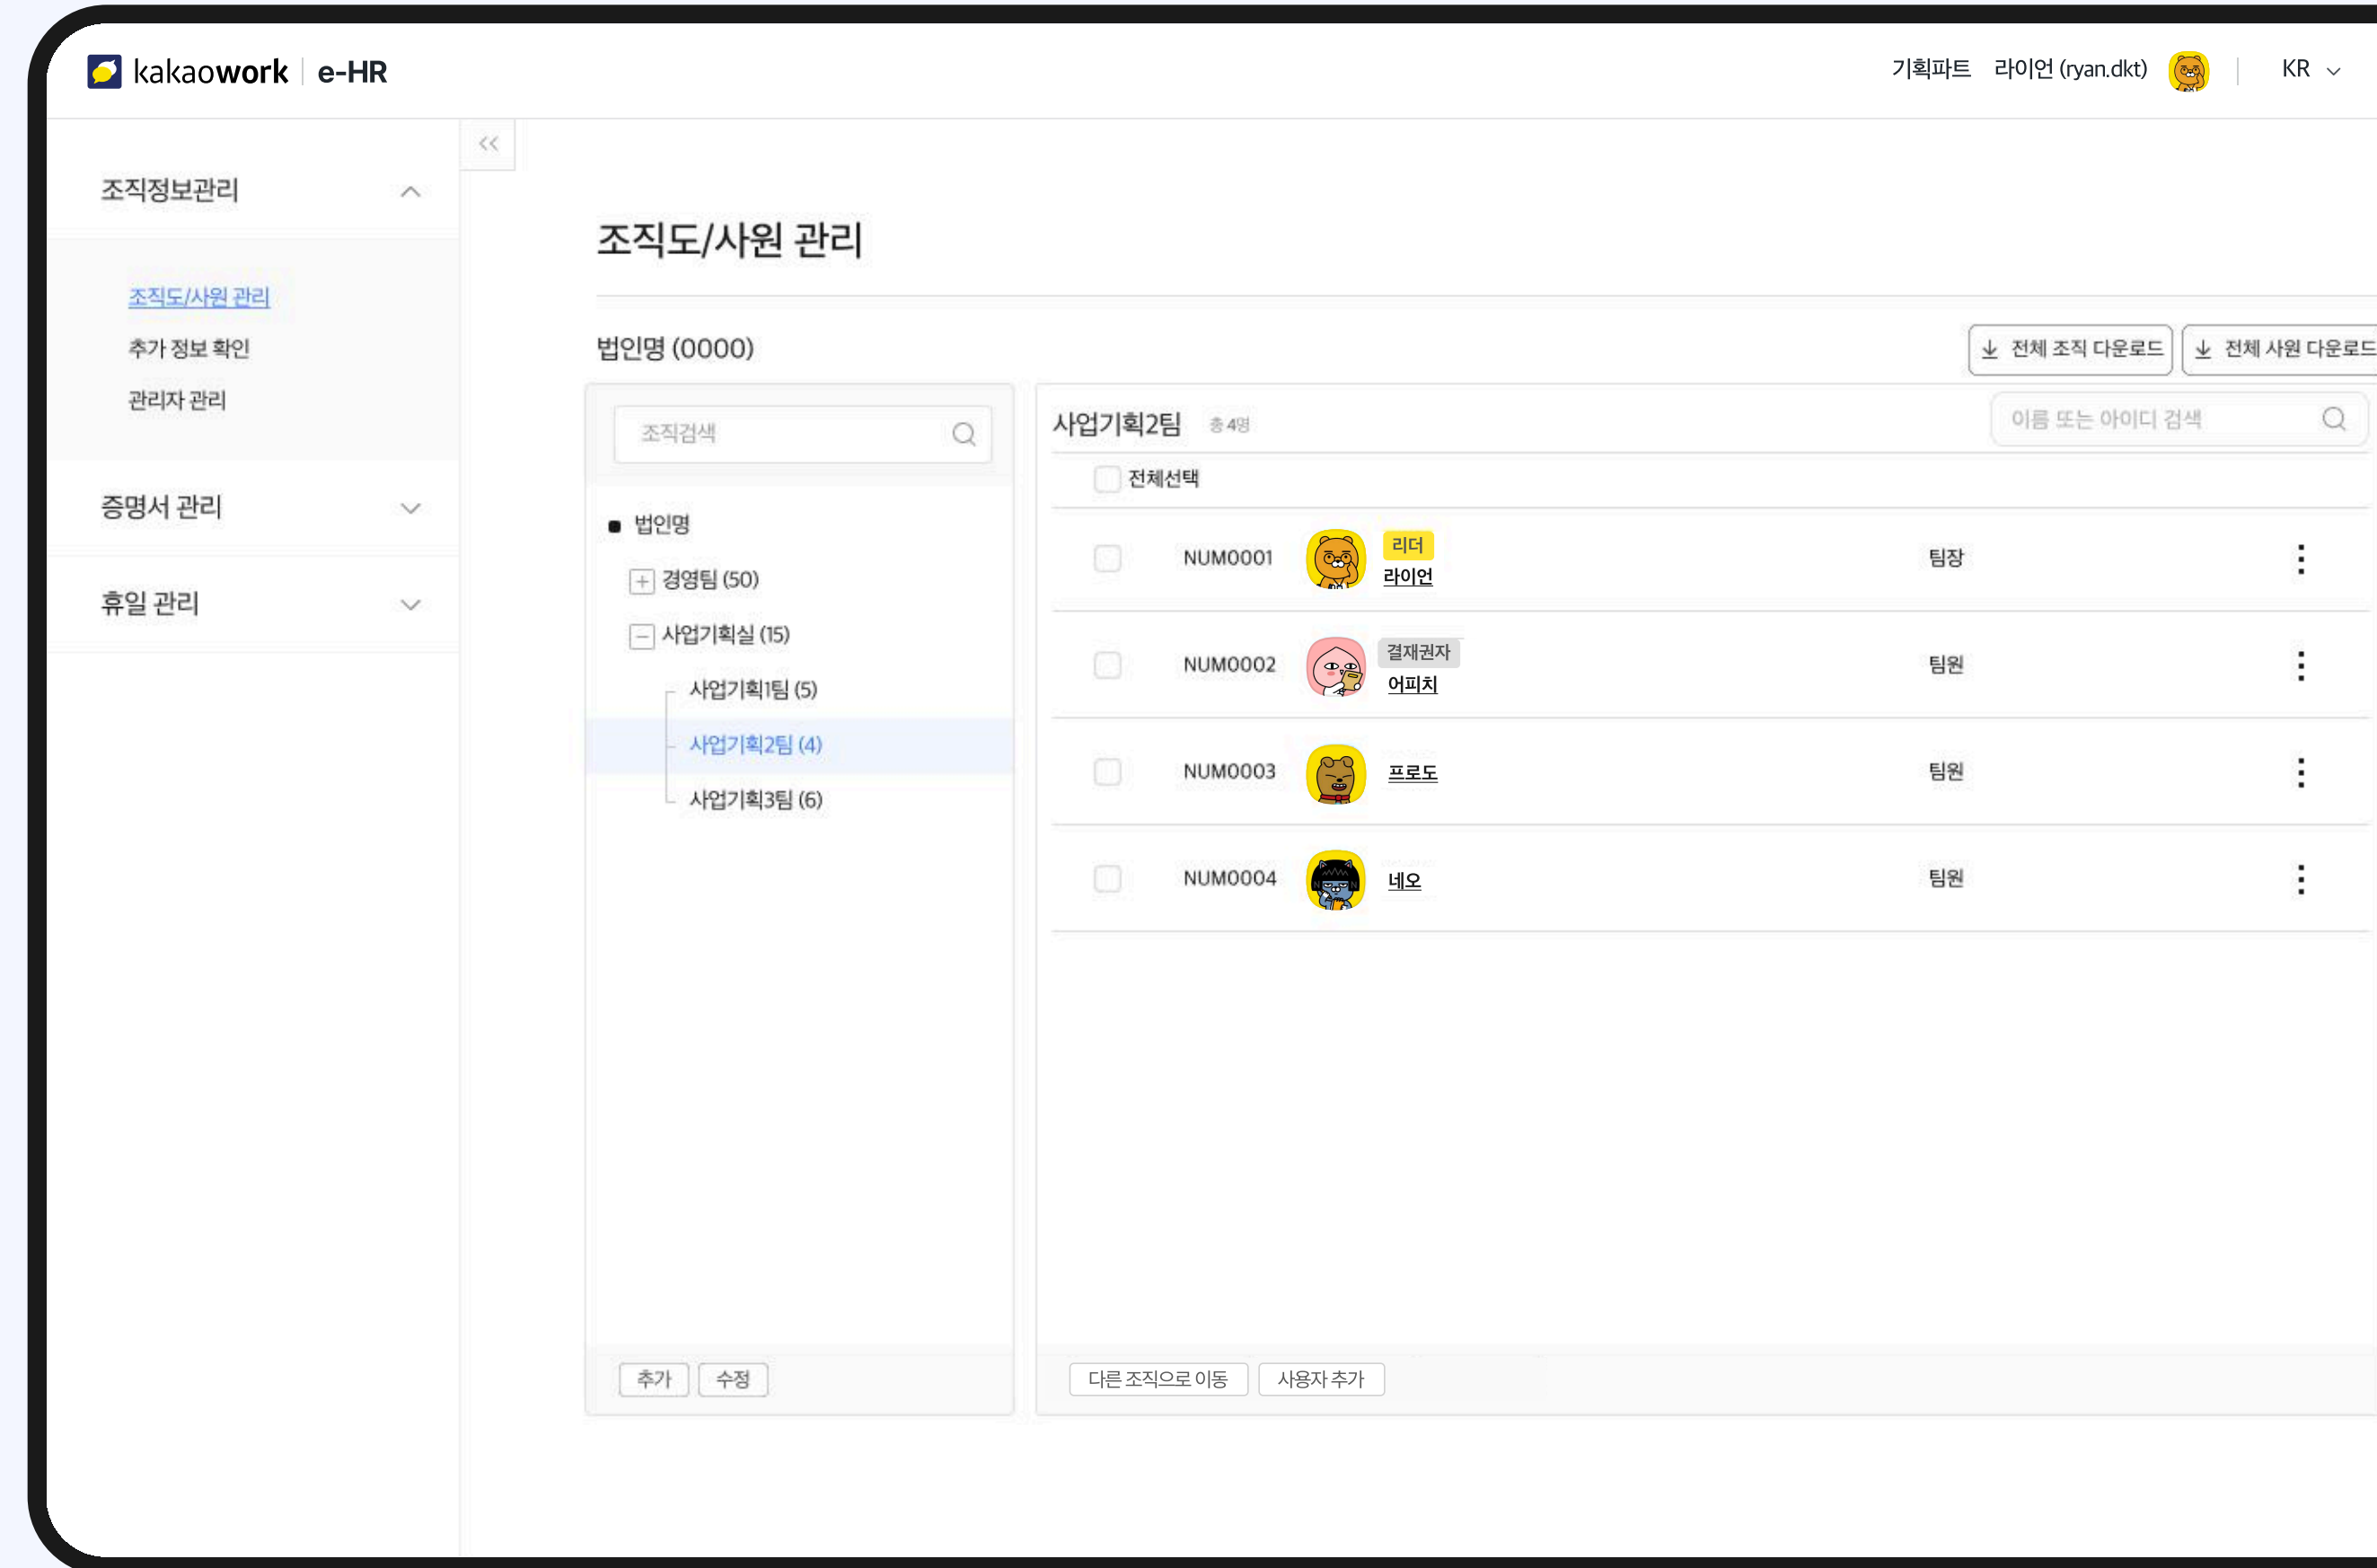 kakaowork e-HR
기획파트 라이언 (ryan.dkt) KR
조직정보관리
조직도/사원 관리
추가 정보 확인
관리자 관리
증명서 관리
휴일 관리
조직도/사원 관리
법인명 (0000)
전체 조직 다운로드 전체 사원 다운로드
조직검색
법인명
경영팀 (50)
사업기획실 (15)
사업기획1팀 (5)
사업기획2팀 (4)
사업기획3팀 (6)
추가 수정
사업기획2팀 총 4명
이름 또는 아이디 검색
전체선택
NUM0001 리더 라이언 팀장
NUM0002 결재권자 어피치 팀원
NUM0003 프로도 팀원
NUM0004 네오 팀원
다른 조직으로 이동 사용자 추가